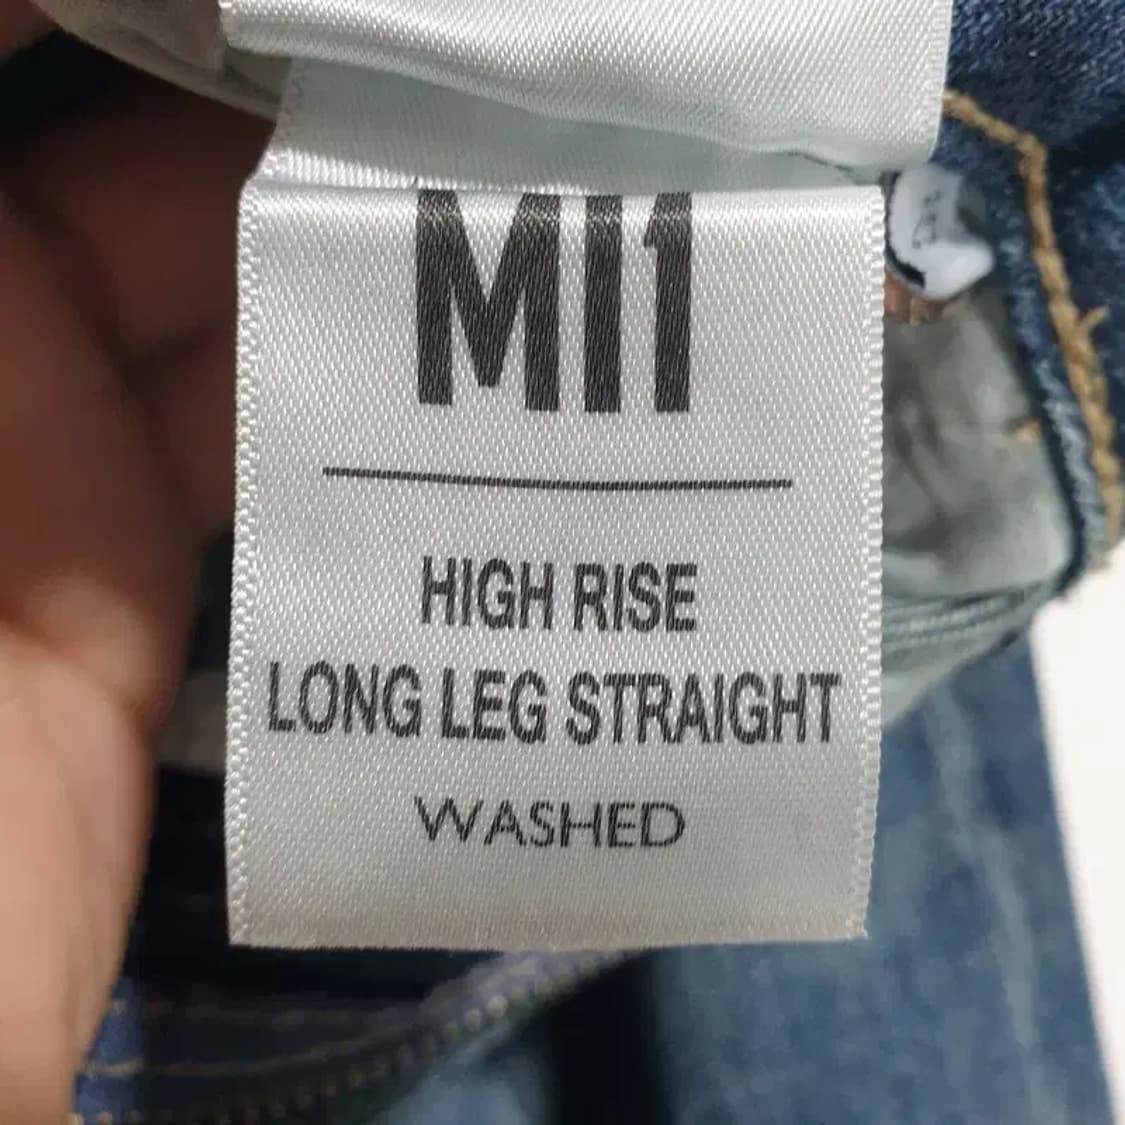 MI1
HIGH RISE
LONG LEG STRAIGHT
WASHED